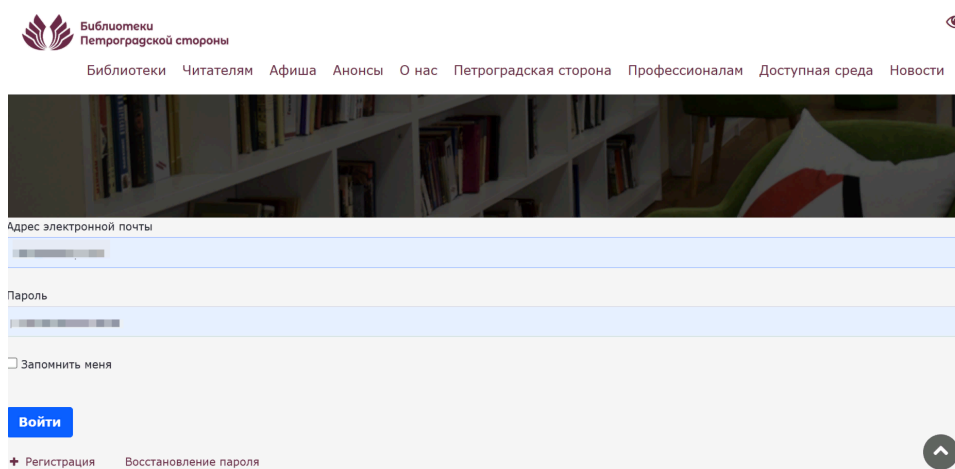 Библиотеки
Петроградской стороны
Библиотеки Читателям Афиша Анонсы О нас Петроградская сторона Профессионалам Доступная среда Новости
Адрес электронной почты
Пароль
Запомнить меня
Войти
+ Регистрация Восстановление пароля